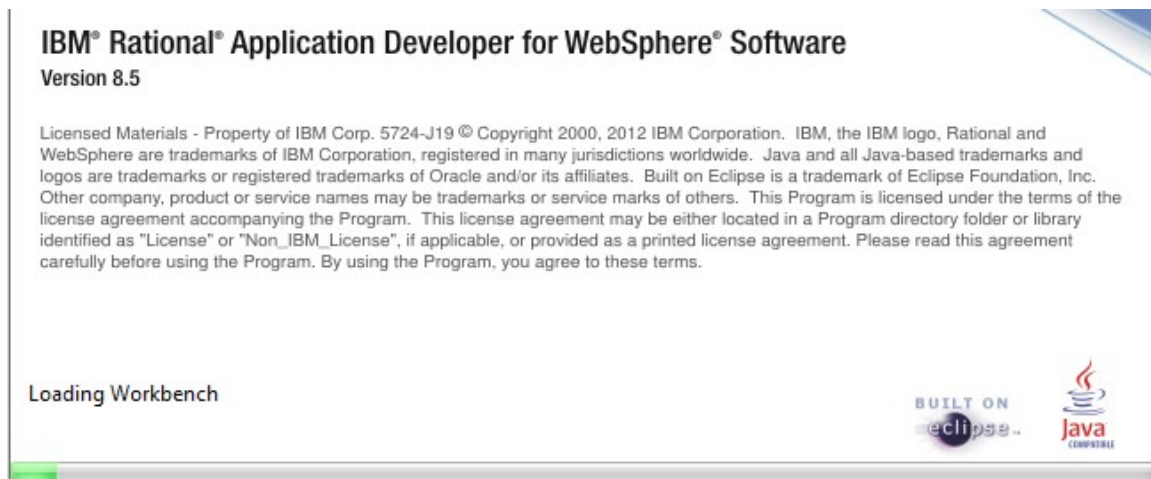 IBM® Rational® Application Developer for WebSphere® Software
Version 8.5
Licensed Materials - Property of IBM Corp. 5724-J19 © Copyright 2000, 2012 IBM Corporation.  IBM, the IBM logo, Rational and
WebSphere are trademarks of IBM Corporation, registered in many jurisdictions worldwide.  Java and all Java-based trademarks and
logos are trademarks or registered trademarks of Oracle and/or its affiliates.  Built on Eclipse is a trademark of Eclipse Foundation, Inc.
Other company, product or service names may be trademarks or service marks of others.  This Program is licensed under the terms of the
license agreement accompanying the Program.  This license agreement may be either located in a Program directory folder or library
identified as "License" or "Non_IBM_License", if applicable, or provided as a printed license agreement. Please read this agreement
carefully before using the Program. By using the Program, you agree to these terms.
Loading Workbench
BUILT ON
eclipse™
Java
COMPATIBLE